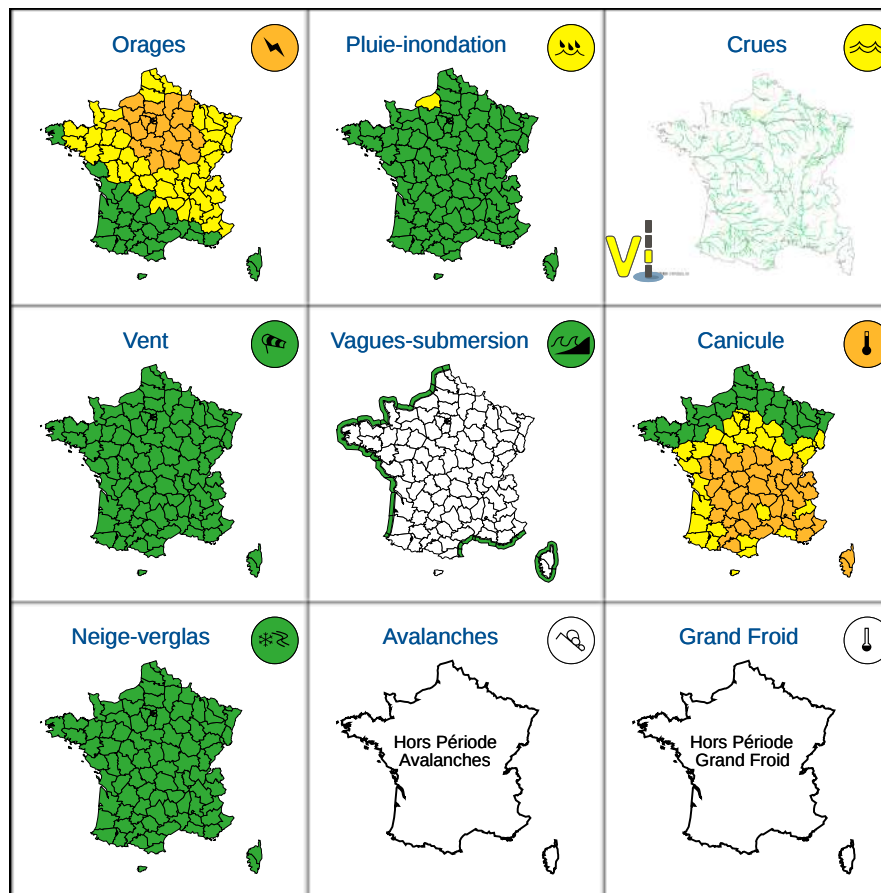 Orages
Pluie-inondation
Crues
Vi
Vent
Vagues-submersion
Canicule
Neige-verglas
Avalanches
Grand Froid
Hors Période
Avalanches
Hors Période
Grand Froid